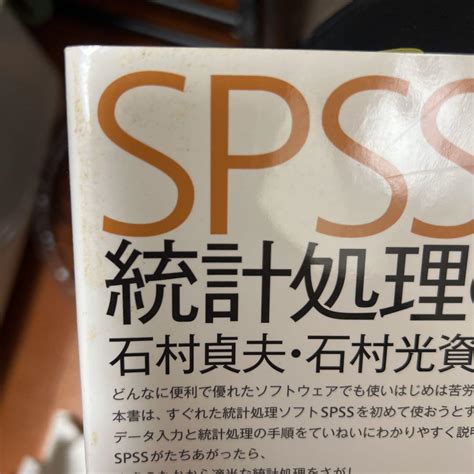 SPSS
統計処理の
石村貞夫・石村光資
どんなに便利で優れたソフトウェアでも使いはじめは苦労
本書は、すぐれた統計処理ソフトSPSSを初めて使おうとす
データ入力と統計処理の手順をていねいにわかりやすく説明
SPSSがたちあがったら、